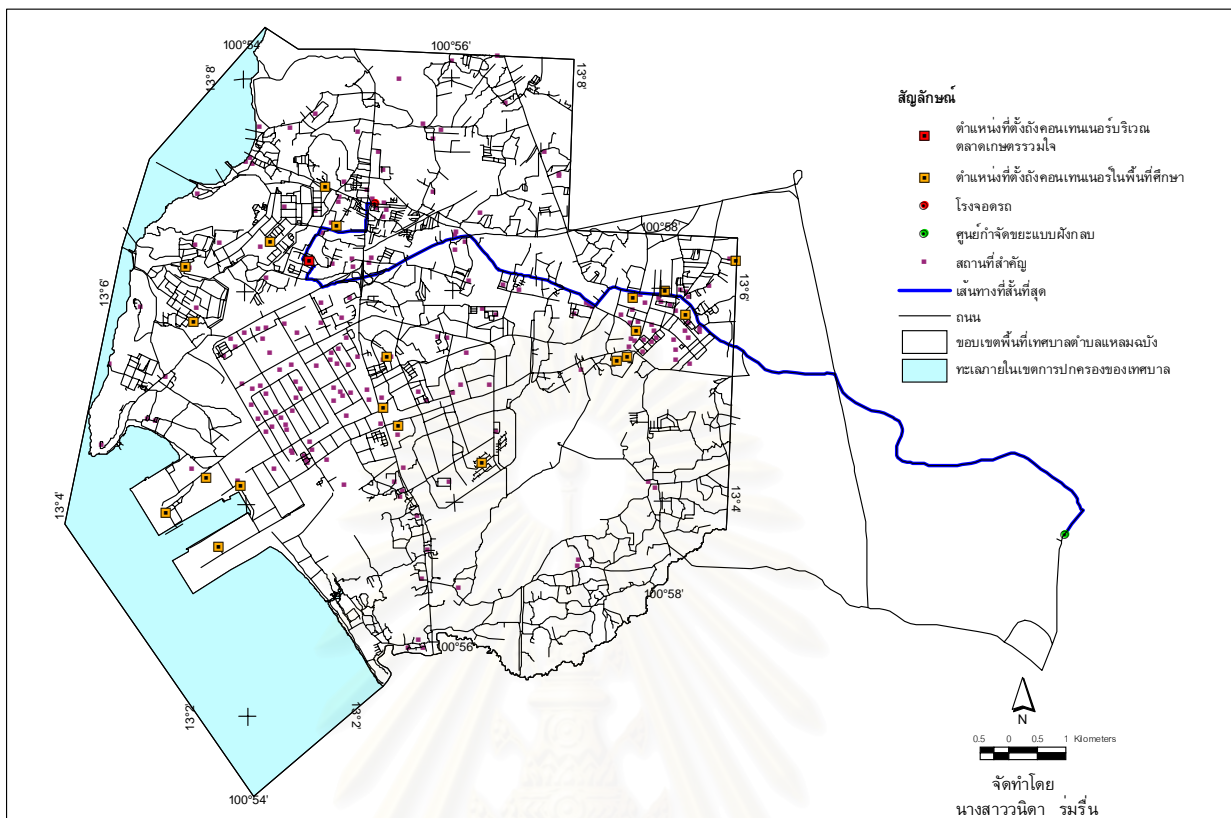 100°54'
100°56'
13°8'
13°8'
สัญลักษณ์
ตำแหน่งที่ตั้งถังคอนเทนเนอร์บริเวณ
ตลาดเกษตรรวมใจ
ตำแหน่งที่ตั้งถังคอนเทนเนอร์ในพื้นที่ศึกษา
โรงจอดรถ
ศูนย์กำจัดขยะแบบฝังกลบ
สถานที่สำคัญ
เส้นทางที่สั้นที่สุด
ถนน
ขอบเขตพื้นที่เทศบาลตำบลแหลมฉบัง
ทะเลภายในเขตการปกครองของเทศบาล
100°58'
13°6'
13°6'
13°4'
13°4'
100°58'
100°56'
13°2'
13°2'
100°54'
N
0.5 0 0.5 1 Kilometers
จัดทำโดย
นางสาววนิดา ร่มรื่น